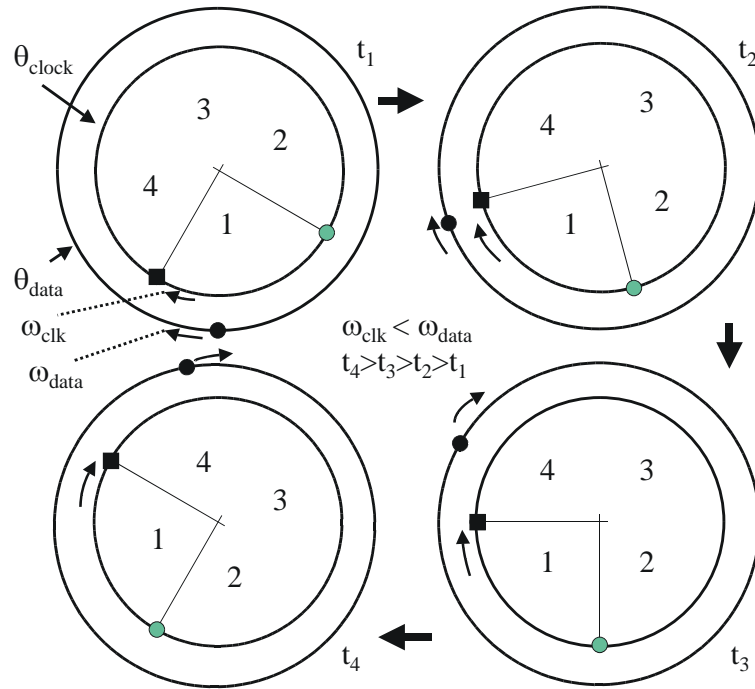 t₁
θclock
3
2
4
1
θdata
ωclk
ωdata
t₂
3
4
2
1
ωclk < ωdata
t₄>t₃>t₂>t₁
4
3
1
2
t₄
4
3
1
2
t₃